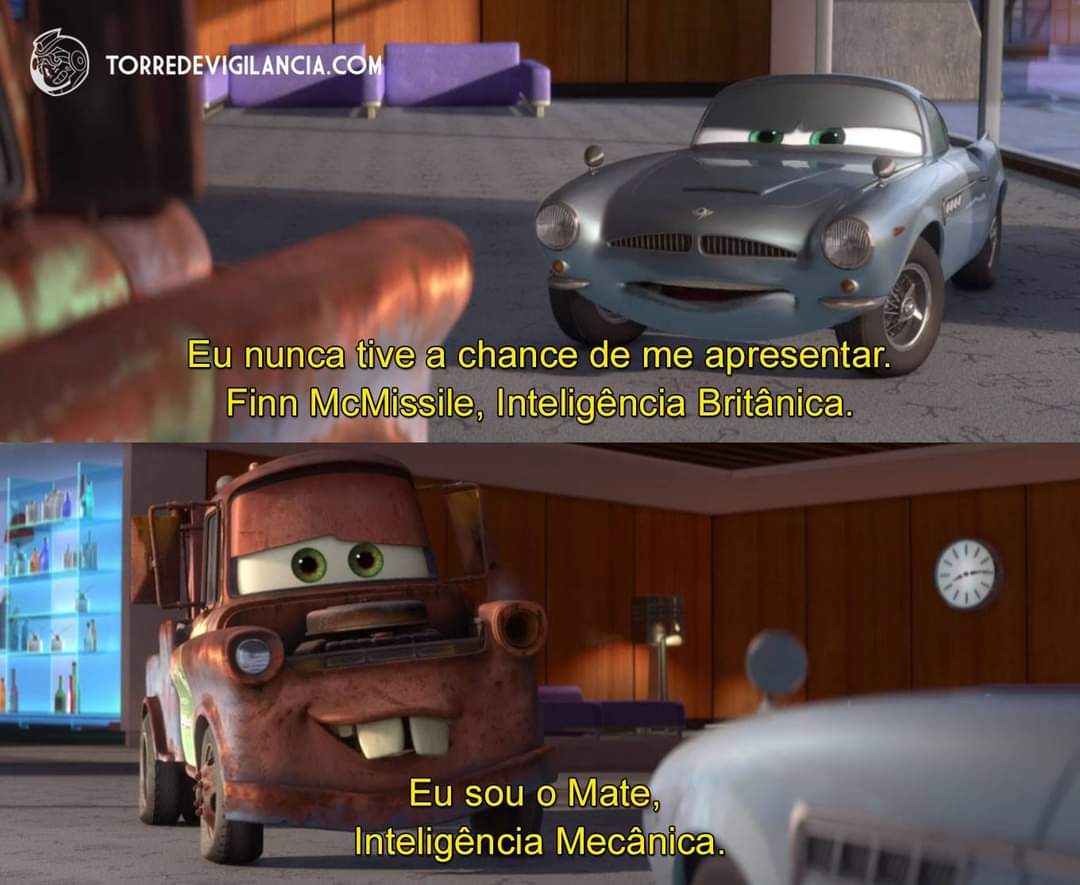 TORREDEVIGILANCIA.COM
Eu nunca tive a chance de me apresentar.
Finn McMissile, Inteligência Britânica.
Eu sou o Mate,
Inteligência Mecânica.